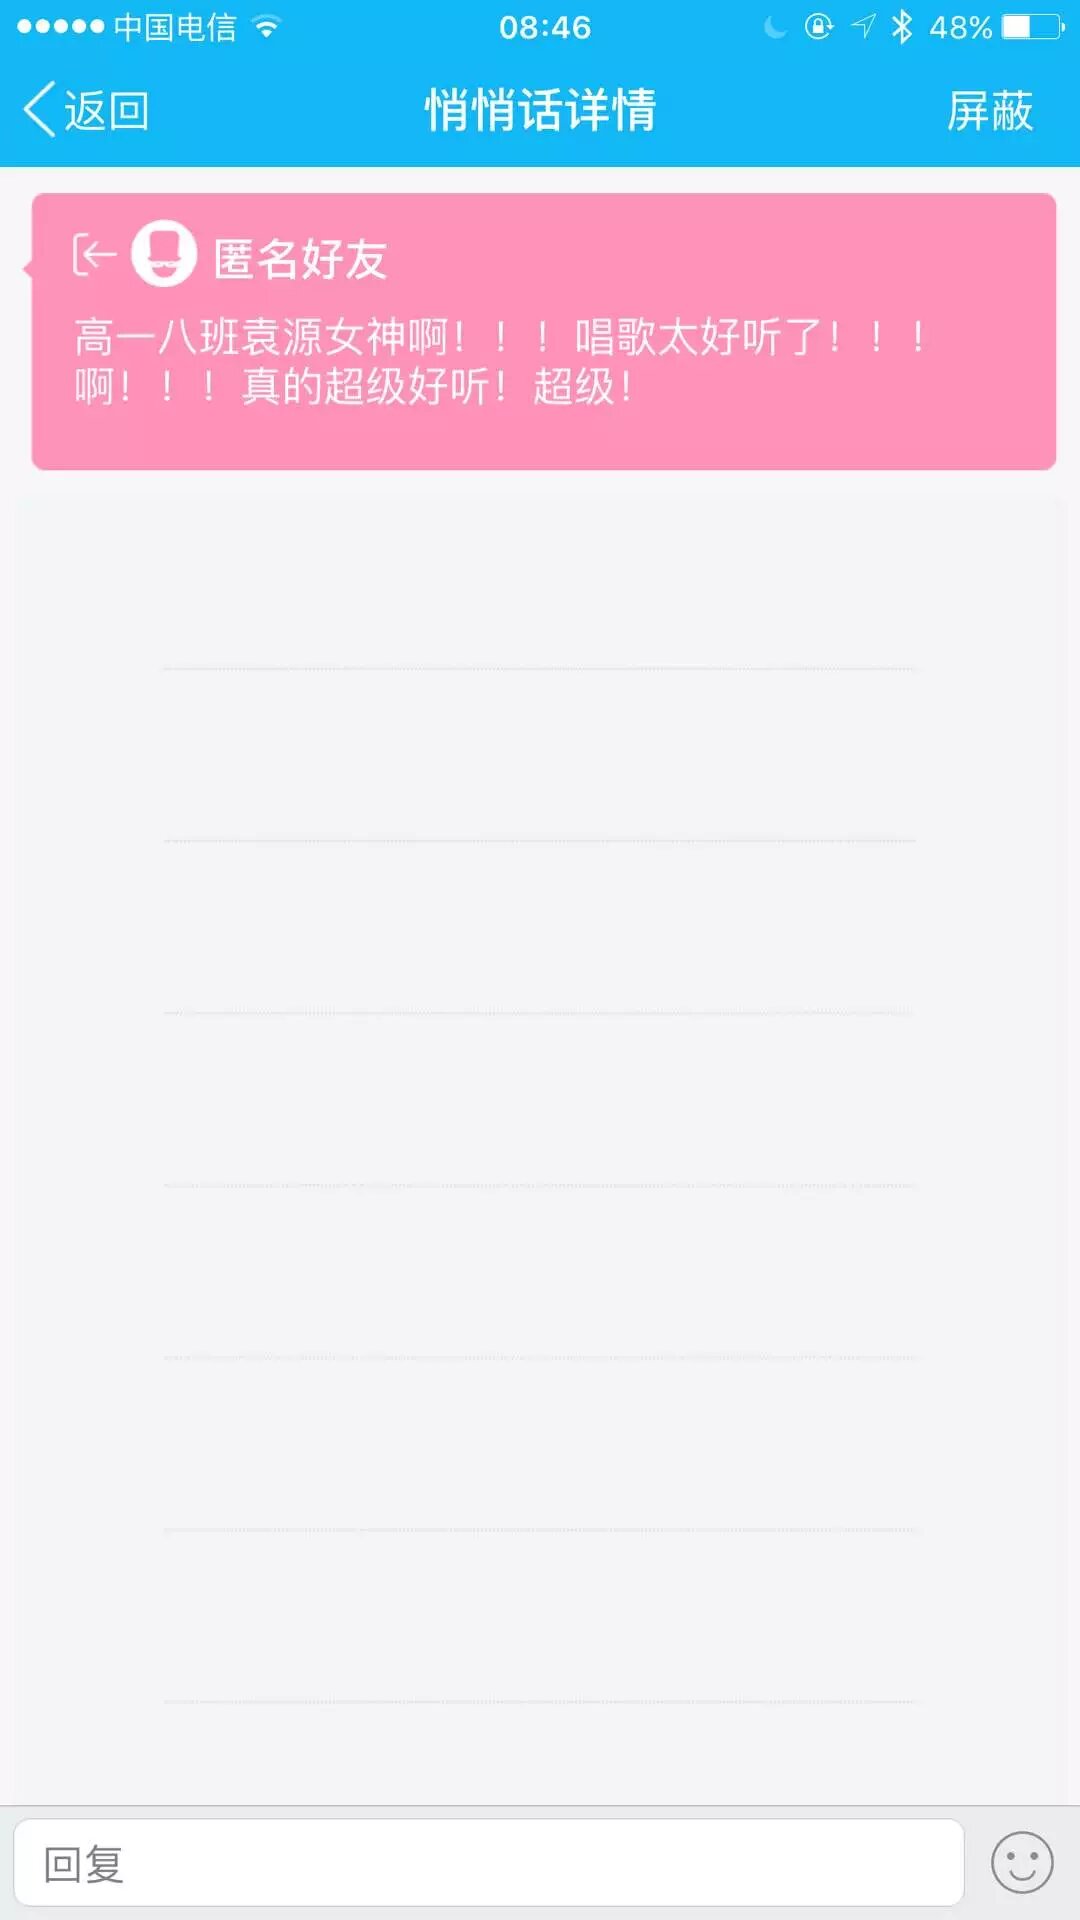 中国电信 08:46 48%
返回 悄悄话详情 屏蔽
匿名好友
高一八班袁源女神啊！！！唱歌太好听了！！！
啊！！！真的超级好听！超级！
回复